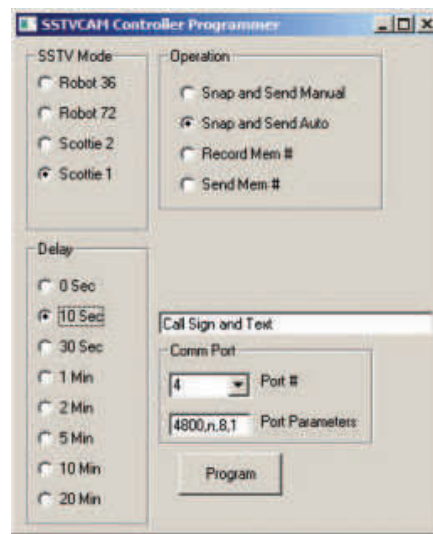 SSTVCAM Controller Programmer
SSTV Mode
Robot 36
Robot 72
Scottie 2
Scottie 1
Operation
Snap and Send Manual
Snap and Send Auto
Record Mem #
Send Mem #
Delay
0 Sec
10 Sec
30 Sec
1 Min
2 Min
5 Min
10 Min
20 Min
Call Sign and Text
Comm Port
4 Port #
4800,n,8,1 Port Parameters
Program